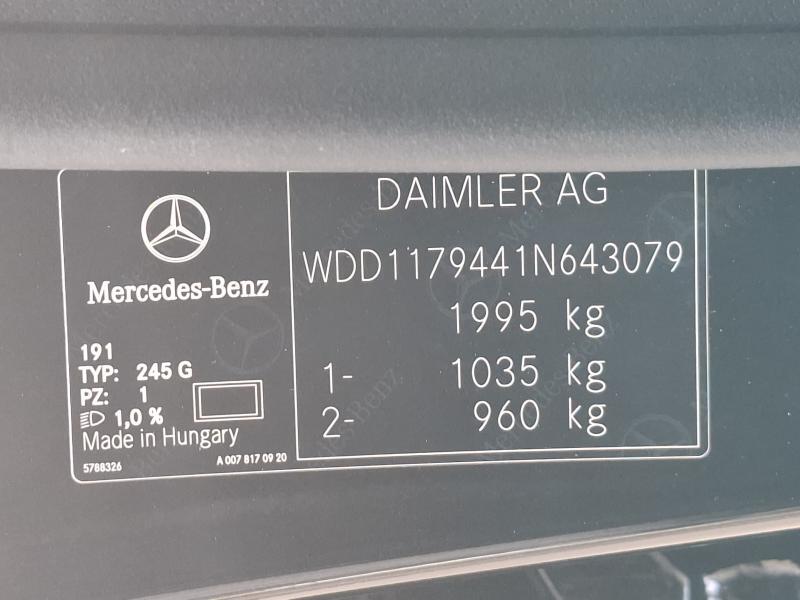 DAIMLER AG
WDD1179441N643079
1995 kg
1- 1035 kg
2- 960 kg
Mercedes-Benz
191
TYP: 245 G
PZ: 1
1,0 %
Made in Hungary
5788326
A 007 817 09 20